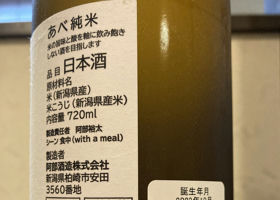 あべ純米
米の旨味と酸を軸に飲み飽き
しない酒を目指します
品目 日本酒
原材料名
米（新潟県産）
米こうじ（新潟県産米）
内容量 720ml
製造責任者 阿部裕太
シーン 食中（with a meal）
製造者
阿部酒造株式会社
新潟県柏崎市安田
3560番地
誕生年月